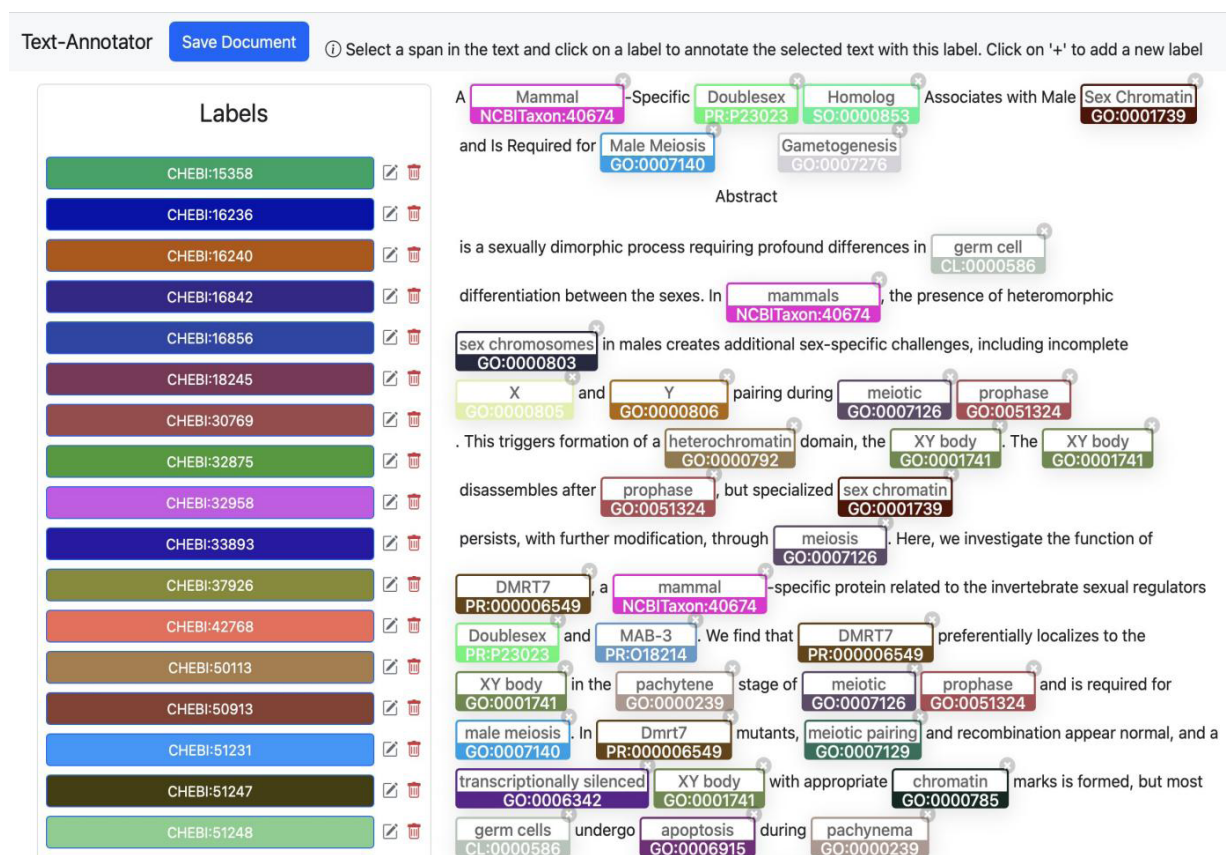 Text-Annotator Save Document ⓘ Select a span in the text and click on a label to annotate the selected text with this label. Click on '+' to add a new label
Labels
CHEBI:15358
CHEBI:16236
CHEBI:16240
CHEBI:16842
CHEBI:16856
CHEBI:18245
CHEBI:30769
CHEBI:32875
CHEBI:32958
CHEBI:33893
CHEBI:37926
CHEBI:42768
CHEBI:50113
CHEBI:50913
CHEBI:51231
CHEBI:51247
CHEBI:51248
A Mammal -Specific Doublesex Homolog Associates with Male Sex Chromatin
NCBITaxon:40674 PR:P23023 SO:0000853 GO:0001739
and Is Required for Male Meiosis Gametogenesis
GO:0007140 GO:0007276
Abstract
is a sexually dimorphic process requiring profound differences in germ cell
CL:0000586
differentiation between the sexes. In mammals , the presence of heteromorphic
NCBITaxon:40674
sex chromosomes in males creates additional sex-specific challenges, including incomplete
GO:0000803
X and Y pairing during meiotic prophase
GO:0000805 GO:0000806 GO:0007126 GO:0051324
. This triggers formation of a heterochromatin domain, the XY body . The XY body
GO:0000792 GO:0001741 GO:0001741
disassembles after prophase , but specialized sex chromatin
GO:0051324 GO:0001739
persists, with further modification, through meiosis . Here, we investigate the function of
GO:0007126
DMRT7 , a mammal -specific protein related to the invertebrate sexual regulators
PR:000006549 NCBITaxon:40674
Doublesex and MAB-3 . We find that DMRT7 preferentially localizes to the
PR:P23023 PR:O18214 PR:000006549
XY body in the pachytene stage of meiotic prophase and is required for
GO:0001741 GO:0000239 GO:0007126 GO:0051324
male meiosis . In Dmrt7 mutants, meiotic pairing and recombination appear normal, and a
GO:0007140 PR:000006549 GO:0007129
transcriptionally silenced XY body with appropriate chromatin marks is formed, but most
GO:0006342 GO:0001741 GO:0000785
germ cells undergo apoptosis during pachynema
CL:0000586 GO:0006915 GO:0000239